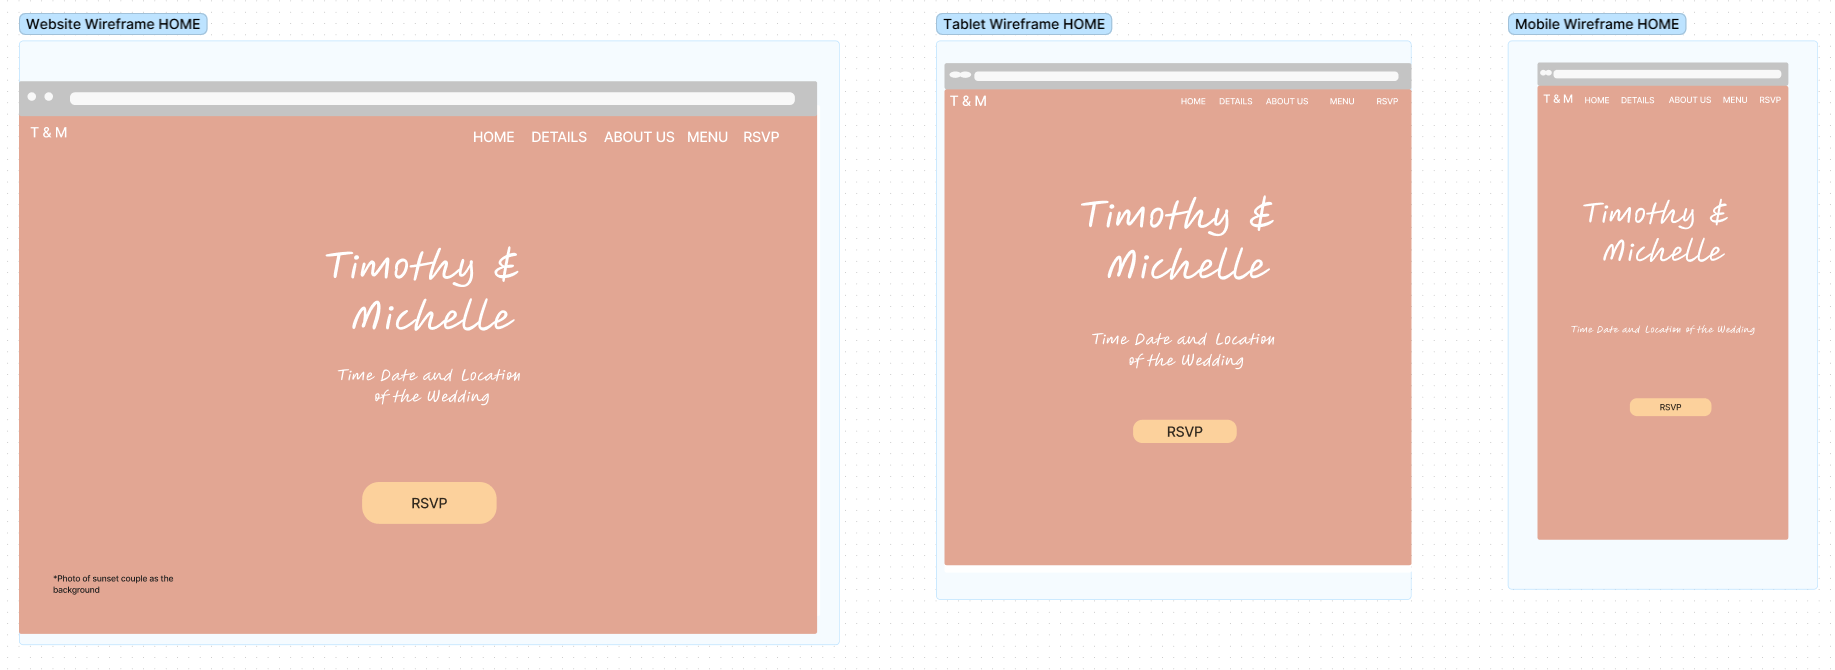 Website Wireframe HOME
T & M
HOME DETAILS ABOUT US MENU RSVP
Timothy &
Michelle
Time Date and Location
of the Wedding
RSVP
*Photo of sunset couple as the
background
Tablet Wireframe HOME
T & M
HOME DETAILS ABOUT US MENU RSVP
Timothy &
Michelle
Time Date and Location
of the Wedding
RSVP
Mobile Wireframe HOME
T & M HOME DETAILS ABOUT US MENU RSVP
Timothy &
Michelle
Time Date and Location of the Wedding
RSVP